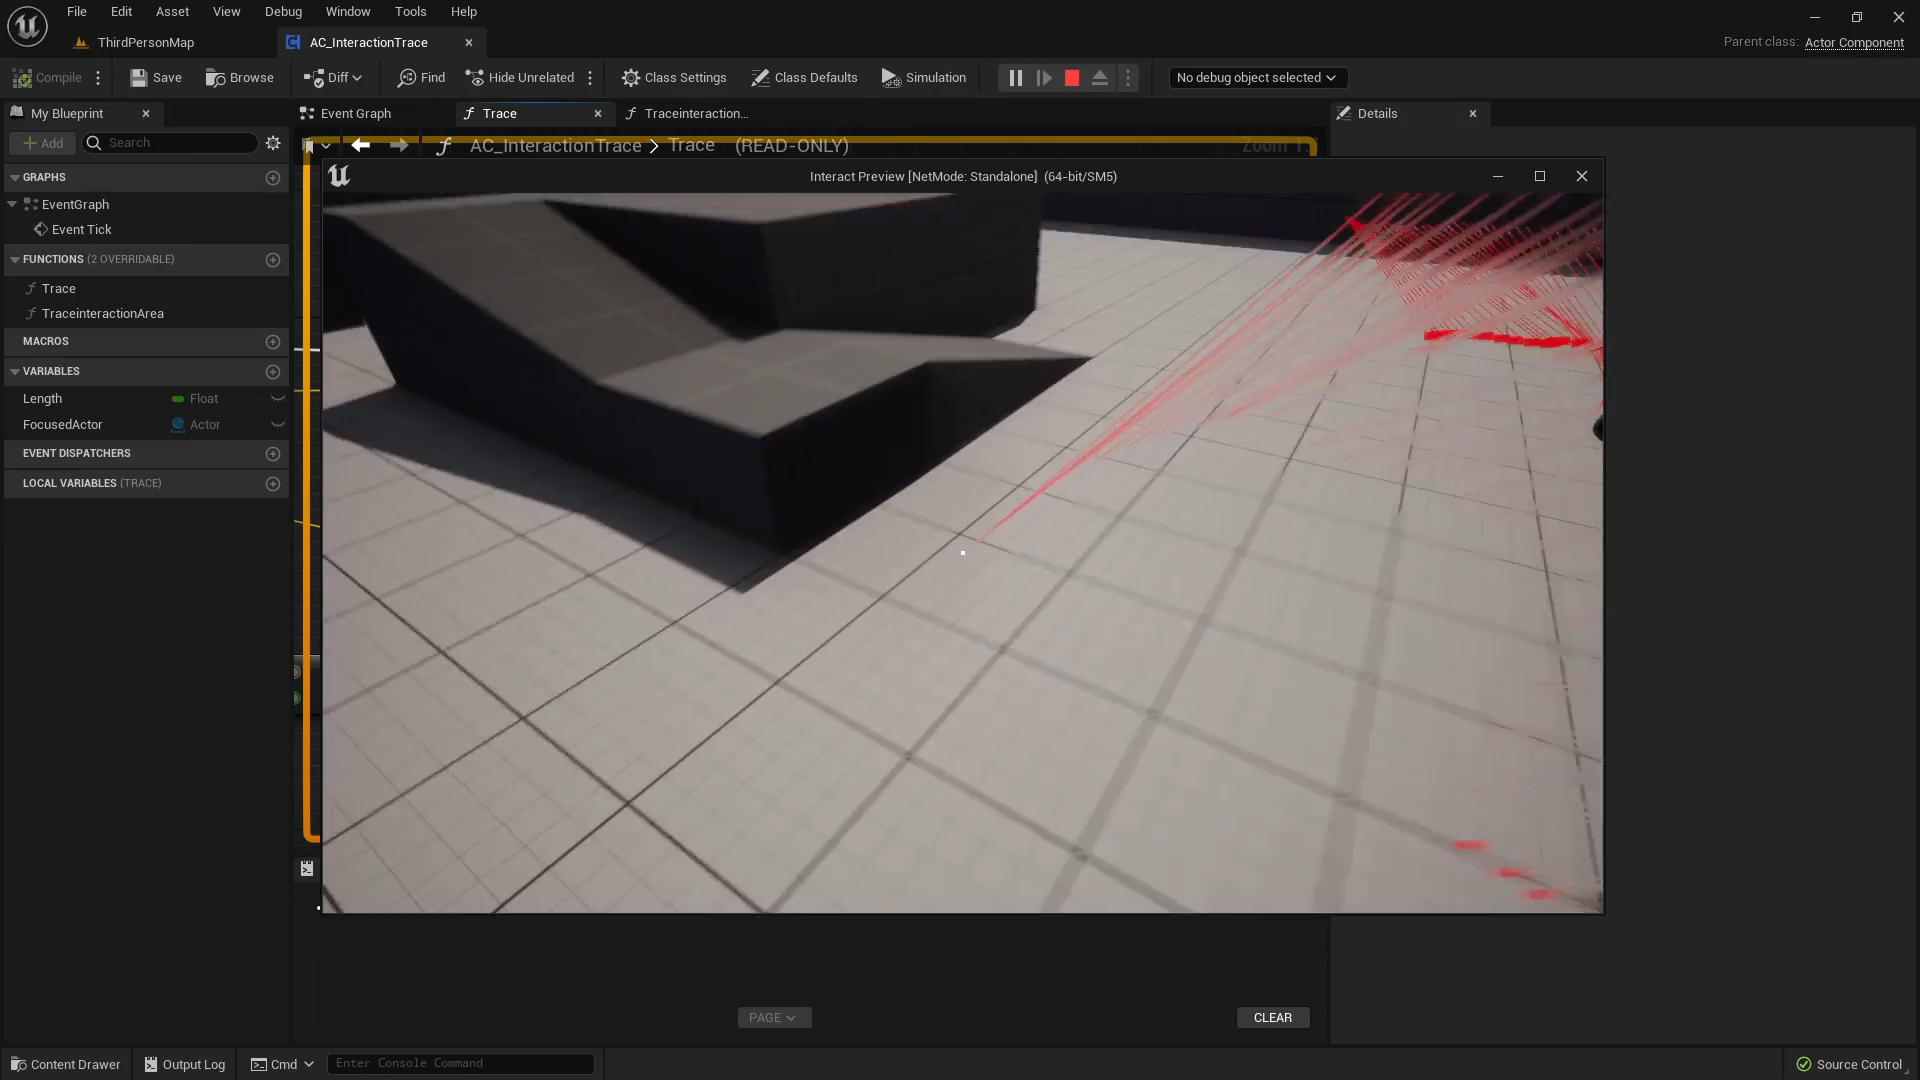 File Edit Asset View Debug Window Tools Help
ThirdPersonMap
AC_InteractionTrace
Parent class: Actor Component
Compile
Save
Browse
Diff
Find
Hide Unrelated
Class Settings
Class Defaults
Simulation
No debug object selected
My Blueprint
Event Graph
Trace
Traceinteraction...
Details
Add
Search
AC_InteractionTrace > Trace (READ-ONLY)
Interact Preview [NetMode: Standalone] (64-bit/SM5)
GRAPHS
EventGraph
Event Tick
FUNCTIONS (2 OVERRIDABLE)
Trace
TraceinteractionArea
MACROS
VARIABLES
Length Float
FocusedActor Actor
EVENT DISPATCHERS
LOCAL VARIABLES (TRACE)
PAGE
CLEAR
Content Drawer
Output Log
Cmd
Enter Console Command
Source Control